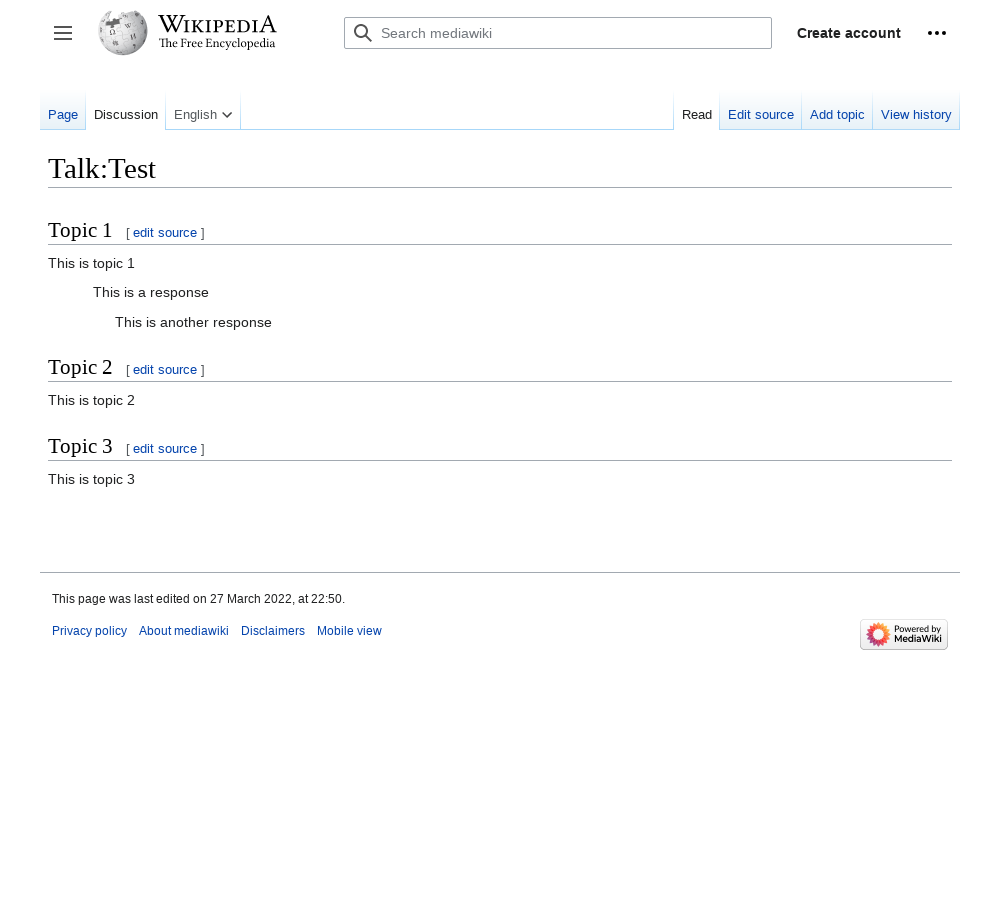 WIKIPEDIA
The Free Encyclopedia
Search mediawiki
Create account
Page
Discussion
English
Read
Edit source
Add topic
View history
Talk:Test
Topic 1 [ edit source ]
This is topic 1
This is a response
This is another response
Topic 2 [ edit source ]
This is topic 2
Topic 3 [ edit source ]
This is topic 3
This page was last edited on 27 March 2022, at 22:50.
Privacy policy
About mediawiki
Disclaimers
Mobile view
Powered by
MediaWiki